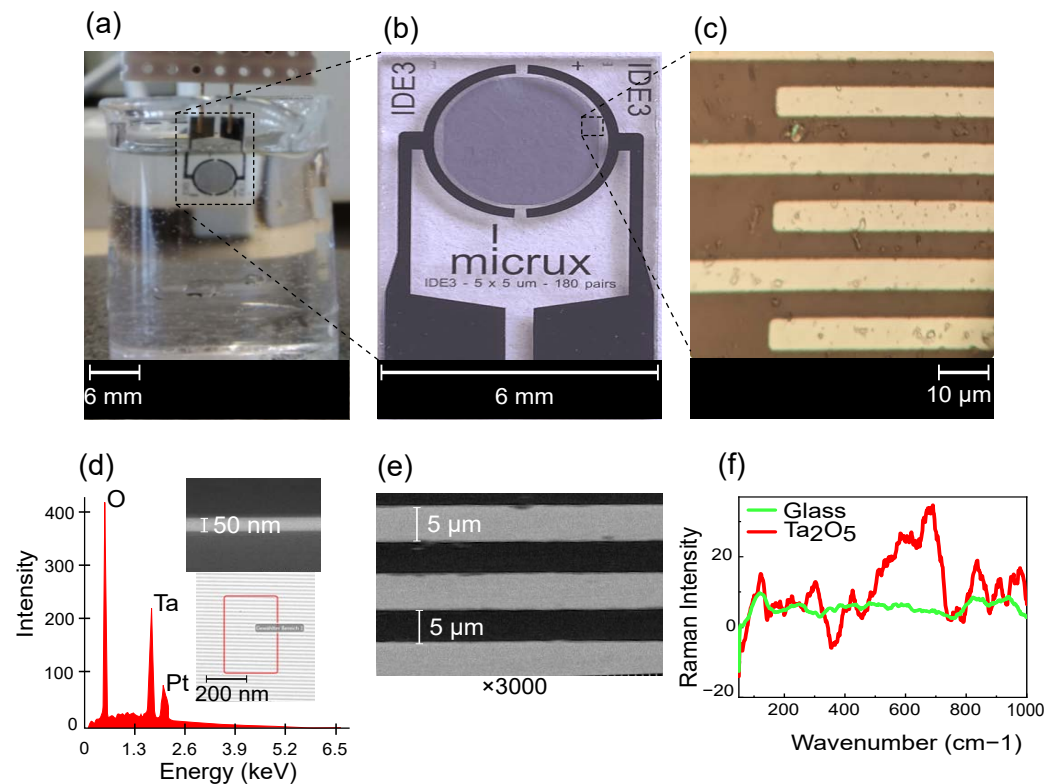 (a)
(b)
(c)
IDE3
+
IDE3
micrux
IDE3 - 5 x 5 um - 180 pairs
6 mm
6 mm
10 µm
(d)
(e)
(f)
O
Ta
Pt
400
300
200
100
0
Intensity
0
1.3
2.6
3.9
5.2
6.5
Energy (keV)
50 nm
200 nm
5 µm
5 µm
×3000
Glass
Ta2O5
Raman Intensity
20
0
−20
200
400
600
800
1000
Wavenumber (cm−1)